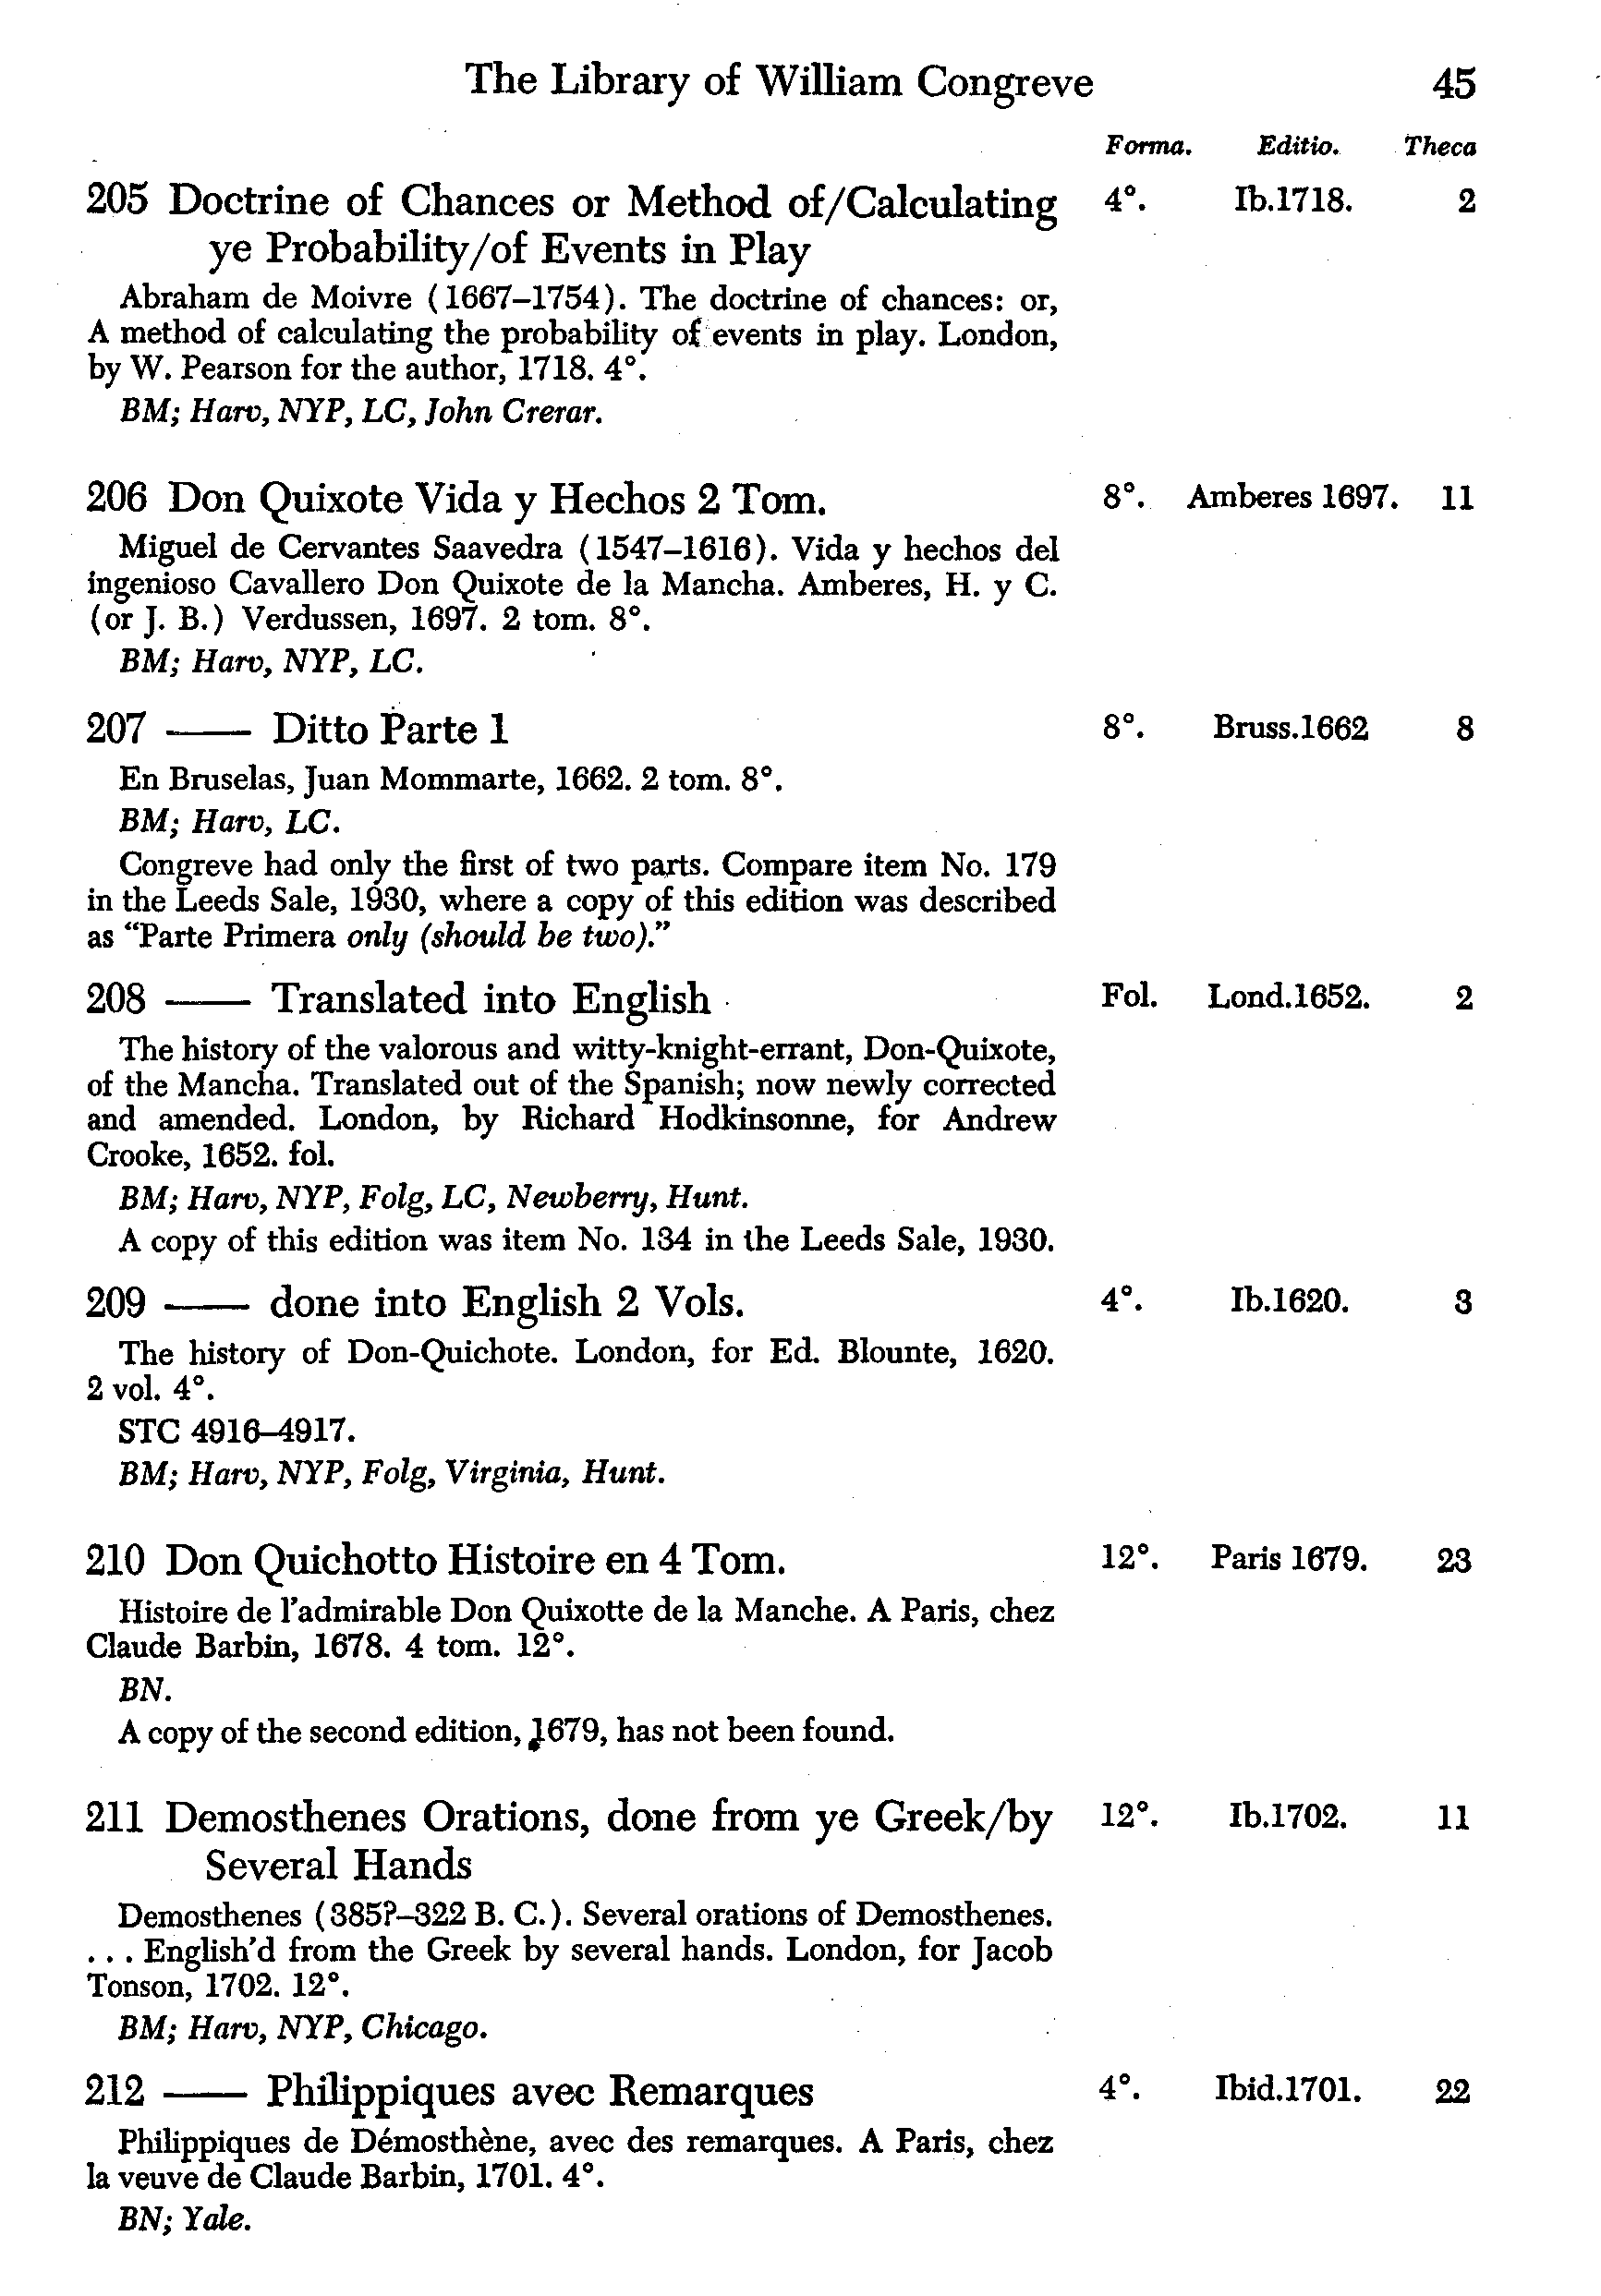 The Library of William Congreve 45
Forma. Editio. Theca
205 Doctrine of Chances or Method of/Calculating 4°. Ib.1718. 2
ye Probability/of Events in Play
Abraham de Moivre (1667–1754). The doctrine of chances: or,
A method of calculating the probability of events in play. London,
by W. Pearson for the author, 1718. 4°.
BM; Harv, NYP, LC, John Crerar.
206 Don Quixote Vida y Hechos 2 Tom. 8°. Amberes 1697. 11
Miguel de Cervantes Saavedra (1547–1616). Vida y hechos del
ingenioso Cavallero Don Quixote de la Mancha. Amberes, H. y C.
(or J. B.) Verdussen, 1697. 2 tom. 8°.
BM; Harv, NYP, LC.
207 —— Ditto Parte 1 8°. Bruss.1662 8
En Bruselas, Juan Mommarte, 1662. 2 tom. 8°.
BM; Harv, LC.
Congreve had only the first of two parts. Compare item No. 179
in the Leeds Sale, 1930, where a copy of this edition was described
as “Parte Primera only (should be two).”
208 —— Translated into English Fol. Lond.1652. 2
The history of the valorous and witty-knight-errant, Don-Quixote,
of the Mancha. Translated out of the Spanish; now newly corrected
and amended. London, by Richard Hodkinsonne, for Andrew
Crooke, 1652. fol.
BM; Harv, NYP, Folg, LC, Newberry, Hunt.
A copy of this edition was item No. 134 in the Leeds Sale, 1930.
209 —— done into English 2 Vols. 4°. Ib.1620. 3
The history of Don-Quichote. London, for Ed. Blounte, 1620.
2 vol. 4°.
STC 4916–4917.
BM; Harv, NYP, Folg, Virginia, Hunt.
210 Don Quichotto Histoire en 4 Tom. 12°. Paris 1679. 23
Histoire de l’admirable Don Quixotte de la Manche. A Paris, chez
Claude Barbin, 1678. 4 tom. 12°.
BN.
A copy of the second edition, 1679, has not been found.
211 Demosthenes Orations, done from ye Greek/by 12°. Ib.1702. 11
Several Hands
Demosthenes (385?–322 B. C.). Several orations of Demosthenes.
. . . English’d from the Greek by several hands. London, for Jacob
Tonson, 1702. 12°.
BM; Harv, NYP, Chicago.
212 —— Philippiques avec Remarques 4°. Ibid.1701. 22
Philippiques de Démosthène, avec des remarques. A Paris, chez
la veuve de Claude Barbin, 1701. 4°.
BN; Yale.